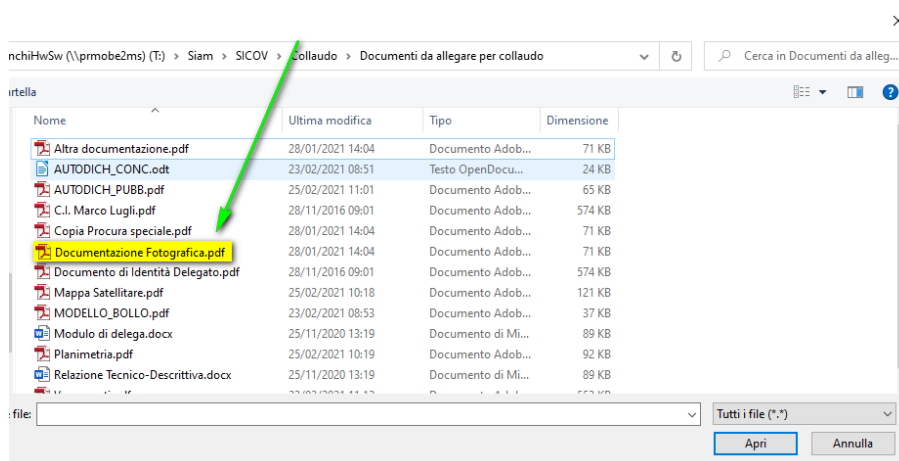 nchiHwSw (\\prmobe2ms) (T:) > Siam > SICOV > Collaudo > Documenti da allegare per collaudo Cerca in Documenti da alleg...
rtella
Nome Ultima modifica Tipo Dimensione
Altra documentazione.pdf 28/01/2021 14:04 Documento Adob... 71 KB
AUTODICH_CONC.odt 23/02/2021 08:51 Testo OpenDocu... 24 KB
AUTODICH_PUBB.pdf 25/02/2021 11:01 Documento Adob... 65 KB
C.I. Marco Lugli.pdf 28/11/2016 09:01 Documento Adob... 574 KB
Copia Procura speciale.pdf 28/01/2021 14:04 Documento Adob... 71 KB
Documentazione Fotografica.pdf 28/01/2021 14:04 Documento Adob... 71 KB
Documento di Identità Delegato.pdf 28/11/2016 09:01 Documento Adob... 574 KB
Mappa Satellitare.pdf 25/02/2021 10:18 Documento Adob... 121 KB
MODELLO_BOLLO.pdf 23/02/2021 08:53 Documento Adob... 37 KB
Modulo di delega.docx 25/11/2020 13:19 Documento di Mi... 89 KB
Planimetria.pdf 25/02/2021 10:19 Documento Adob... 92 KB
Relazione Tecnico-Descrittiva.docx 25/11/2020 13:19 Documento di Mi... 89 KB
file: Tutti i file (*.*)
Apri Annulla